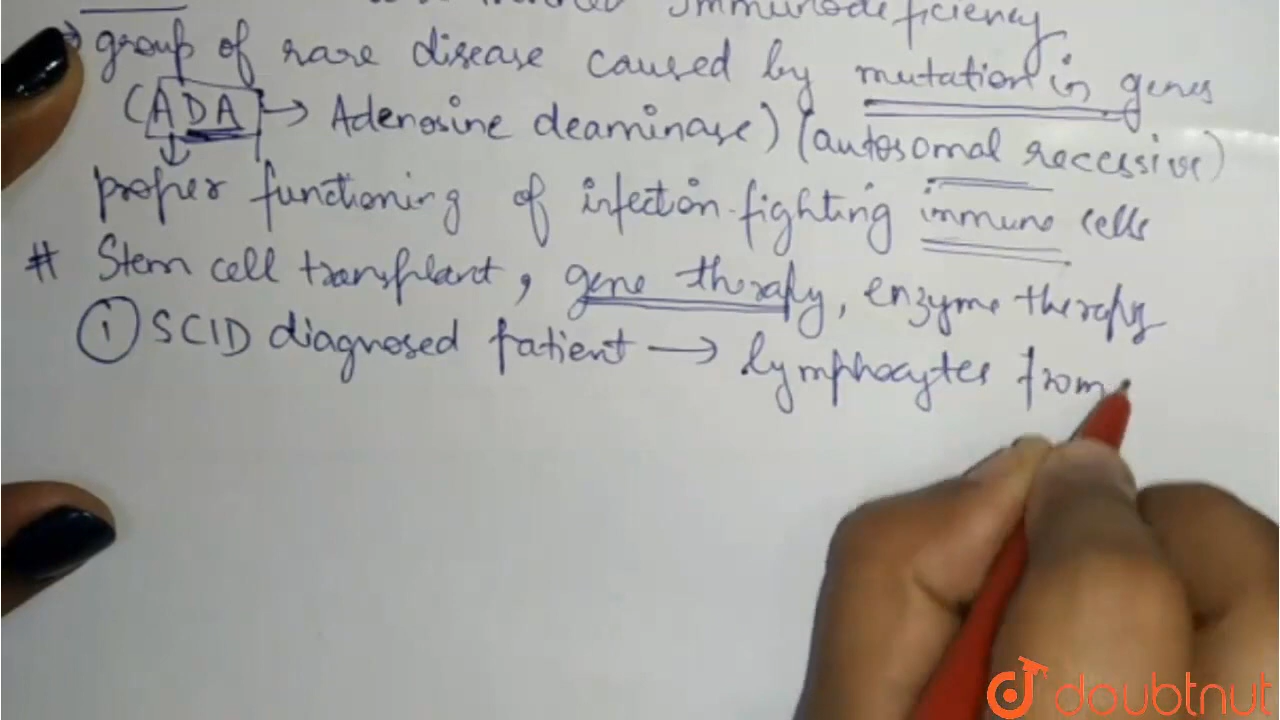 Immunodeficiency
→ group of rare disease caused by mutation in genes
(ADA → Adenosine deaminase) (autosomal recessive)
proper functioning of infection-fighting immune cells
# Stem cell transplant, gene therapy, enzyme therapy
① SCID diagnosed patient → lymphocytes from
doubtnut